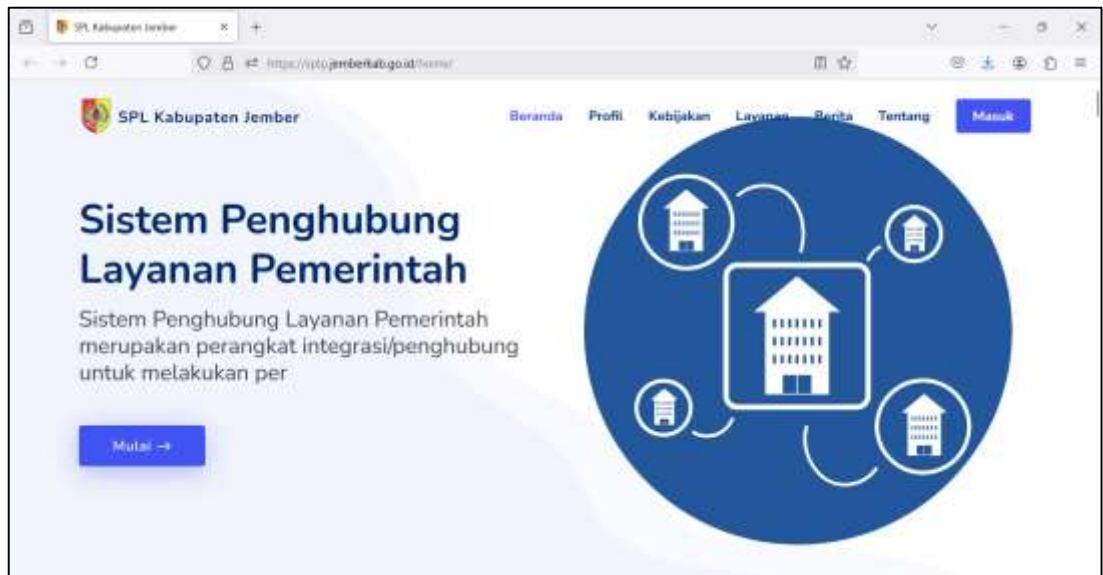 SPL Kabupaten Jember
SPL Kabupaten Jember
Beranda Profil Kebijakan Layanan Berita Tentang Masuk
Sistem Penghubung
Layanan Pemerintah
Sistem Penghubung Layanan Pemerintah
merupakan perangkat integrasi/penghubung
untuk melakukan per
Mulai →